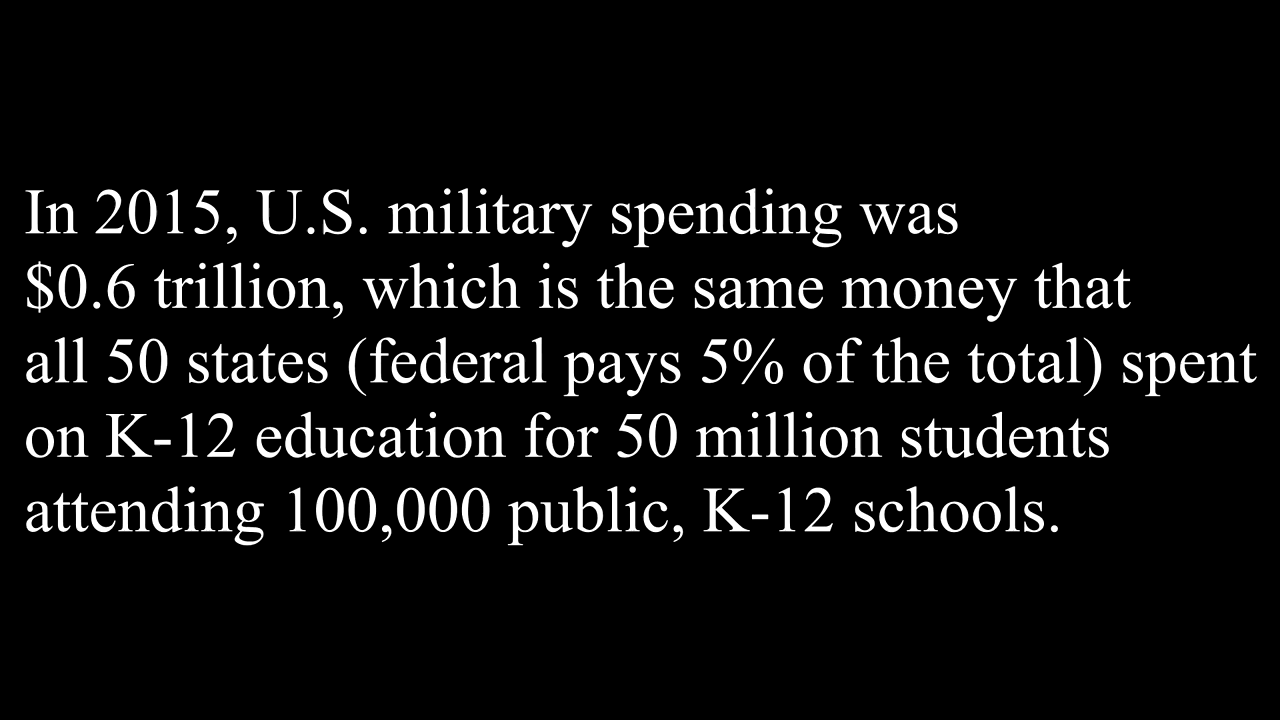 In 2015, U.S. military spending was
$0.6 trillion, which is the same money that
all 50 states (federal pays 5% of the total) spent
on K-12 education for 50 million students
attending 100,000 public, K-12 schools.